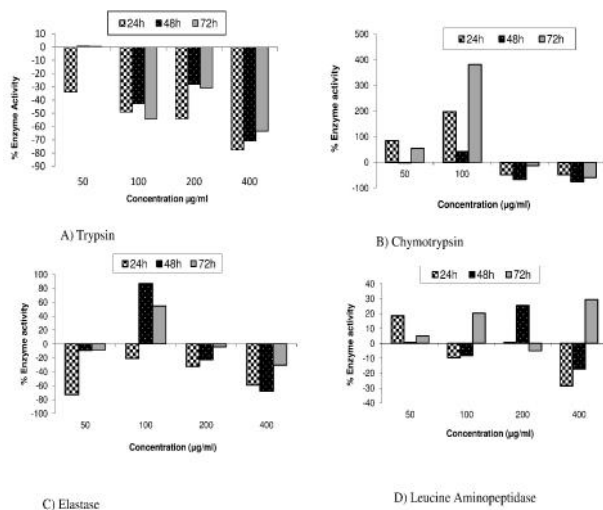 24h 48h 72h
20
10
0
-10
-20
-30
-40
-50
-60
-70
-80
-90
% Enzyme Activity
50 100 200 400
Concentration µg/ml
A) Trypsin
24h 48h 72h
500
400
300
200
100
0
-100
% Enzyme Activity
50 100 200 400
Concentration (µg/ml)
B) Chymotrypsin
24h 48h 72h
100
80
60
40
20
0
-20
-40
-60
-80
-100
% Enzyme activity
50 100 200 400
Concentration (µg/ml)
C) Elastase
24h 48h 72h
40
30
20
10
0
-10
-20
-30
-40
% Enzyme activity
50 100 200 400
Concentration (µg/ml)
D) Leucine Aminopeptidase